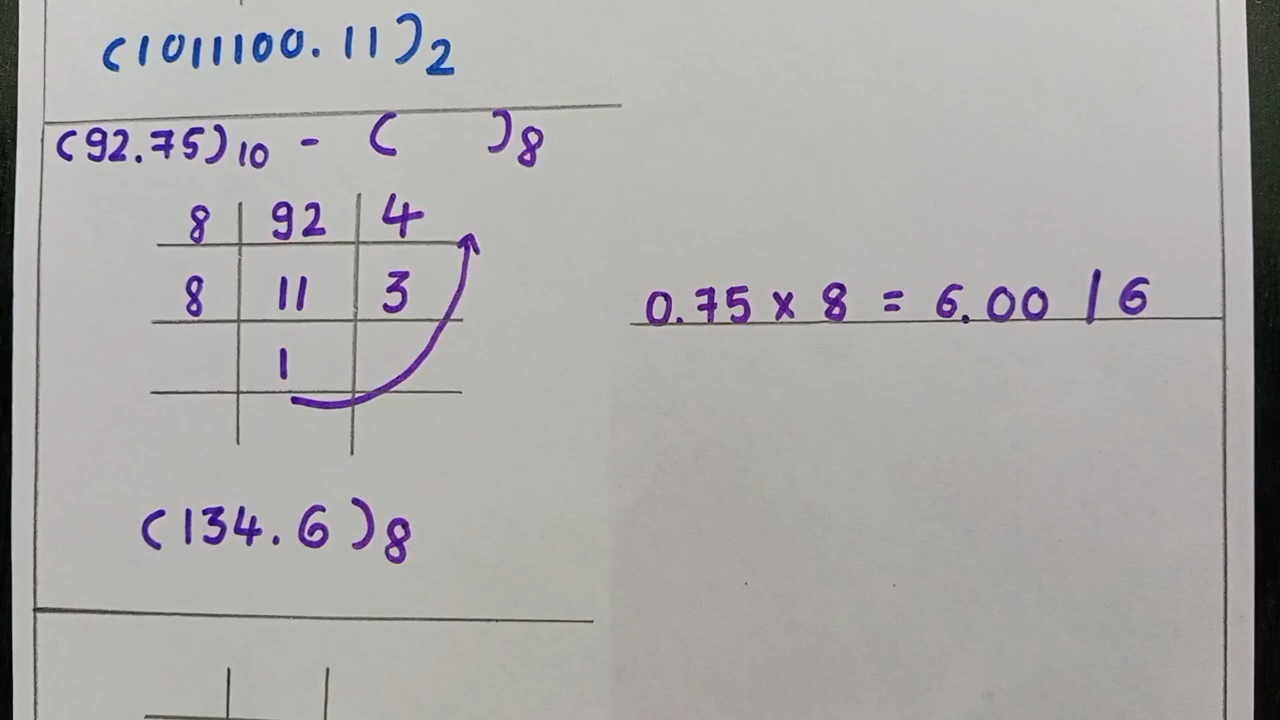 (1011100.11)2
(92.75)10 - (    )8
8 | 92 | 4
8 | 11 | 3
1
0.75 x 8 = 6.00 / 6
(134.6)8